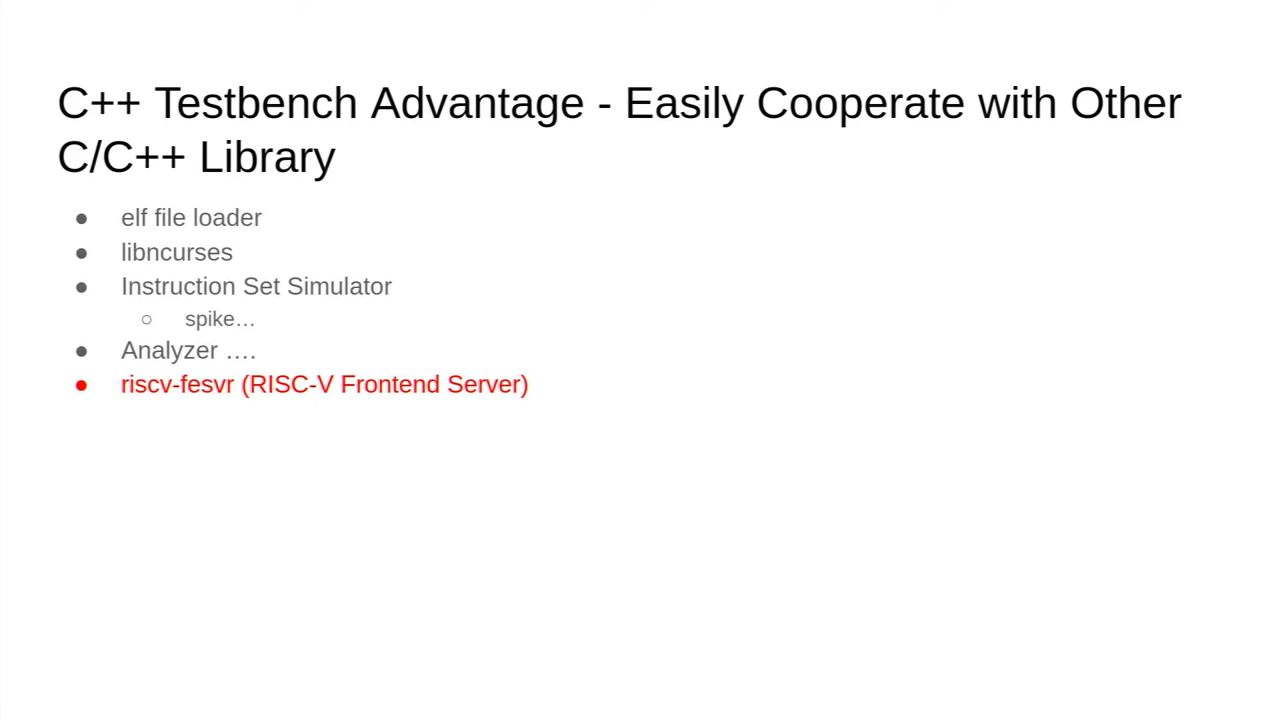 C++ Testbench Advantage - Easily Cooperate with Other
C/C++ Library
● elf file loader
● libncurses
● Instruction Set Simulator
○ spike…
● Analyzer ….
● riscv-fesvr (RISC-V Frontend Server)